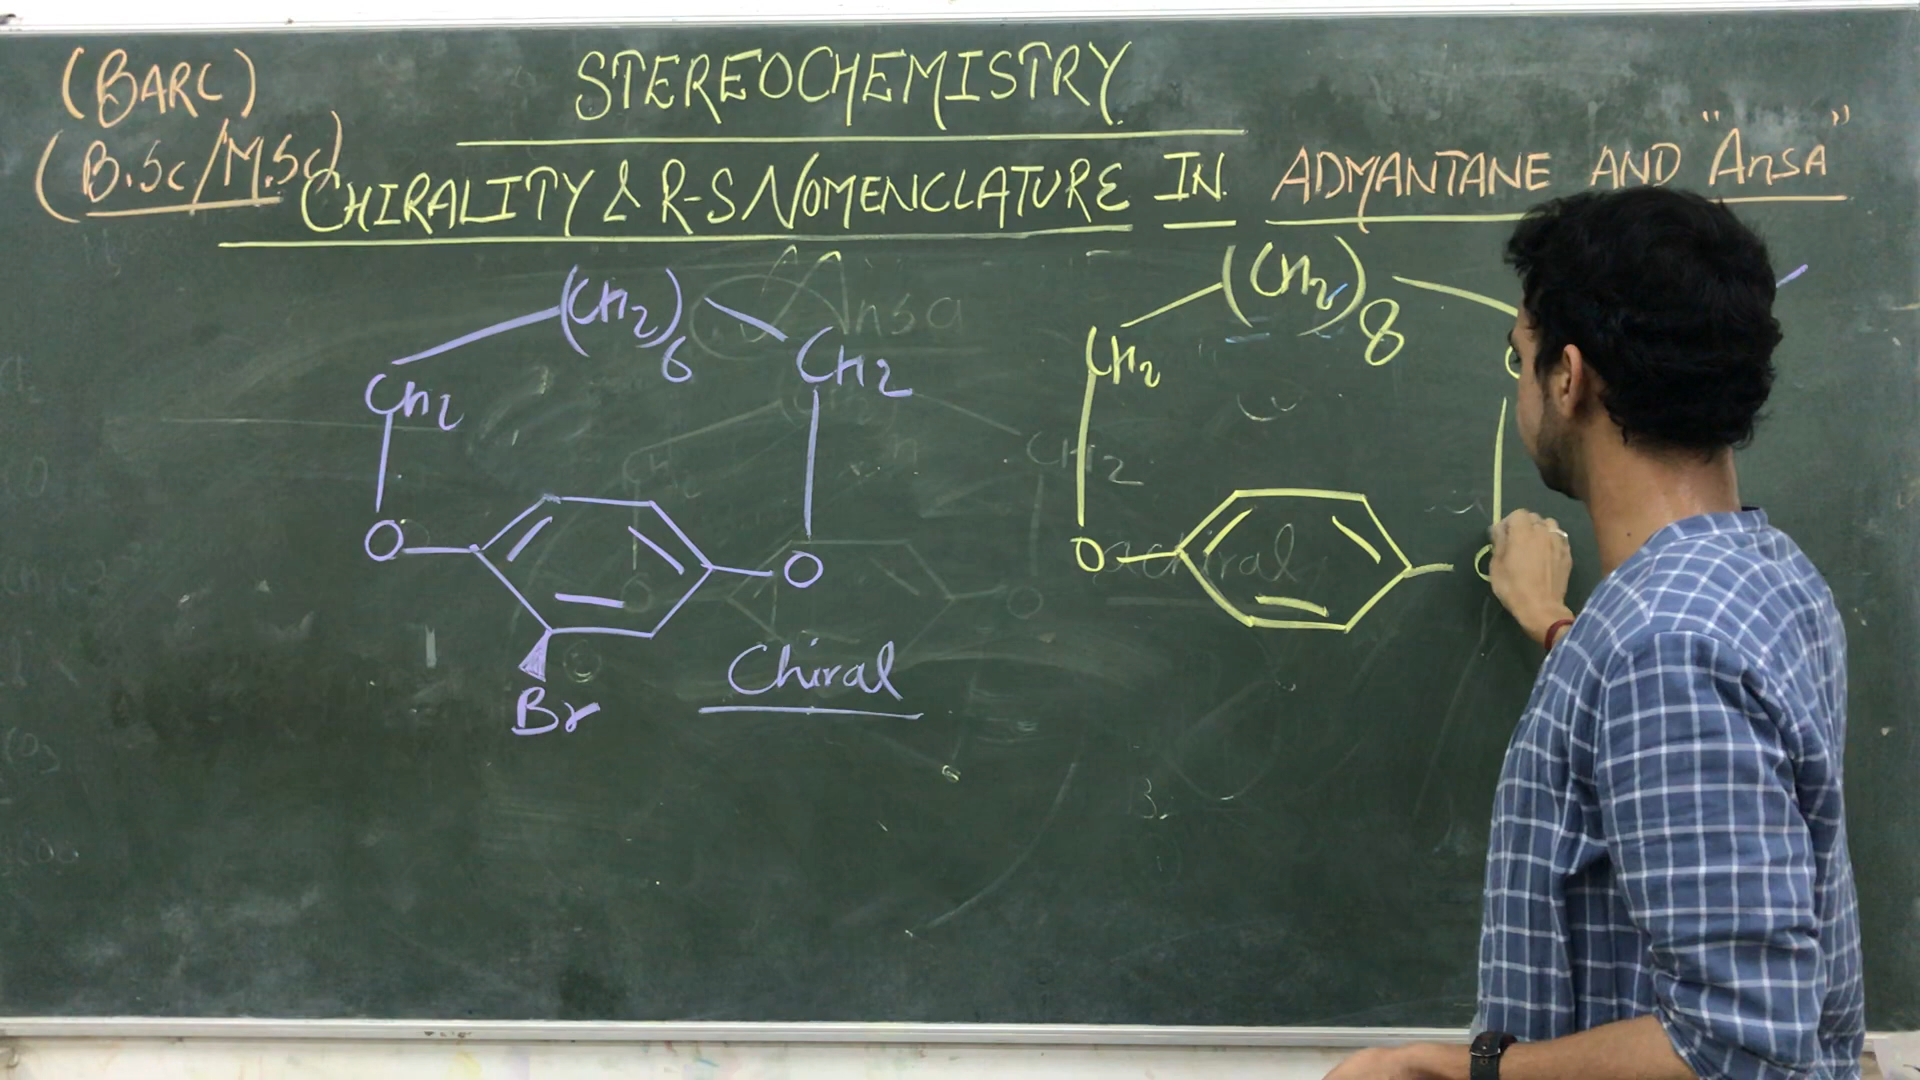 (BARC)
STEREOCHEMISTRY
(B.Sc/M.Sc)
CHIRALITY & R-S NOMENCLATURE IN ADMANTANE AND "Ansa"
(CH2)6
CH2
CH2
O
O
Br
Chiral
(CH2)8
CH2
O
Ansa
CH2
achiral